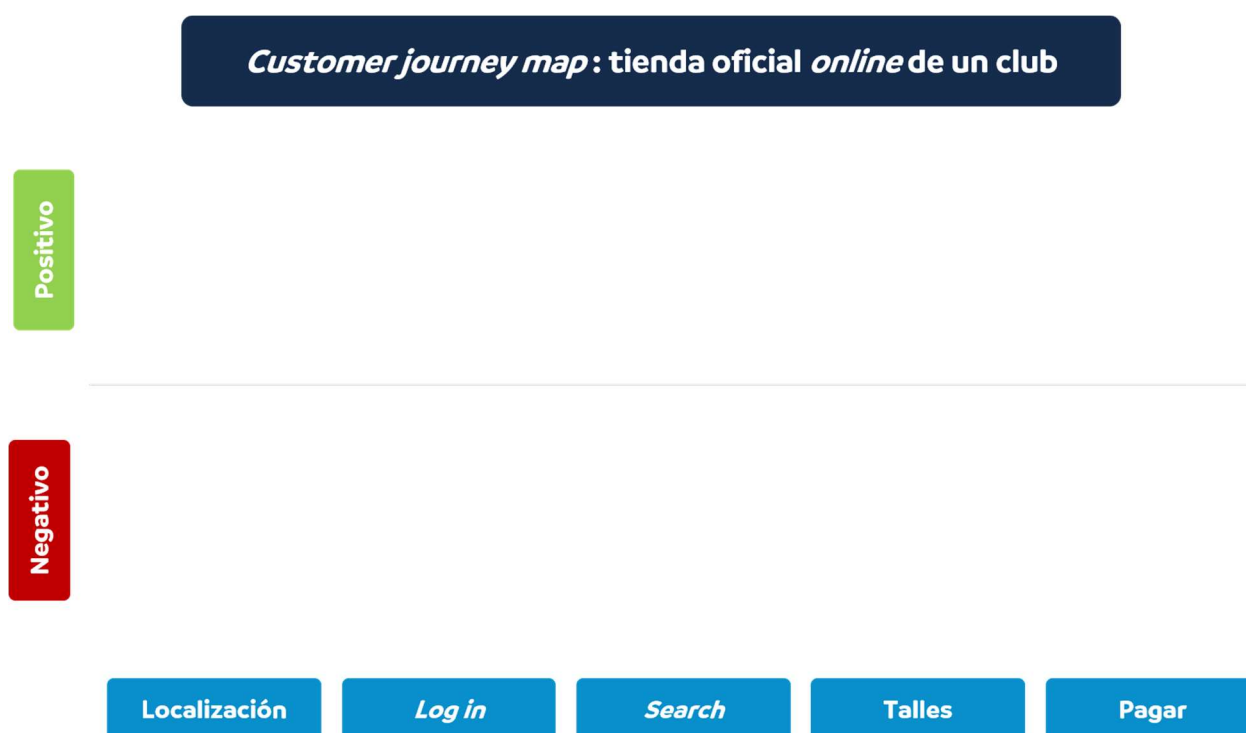 Customer journey map : tienda oficial online de un club
Positivo
Negativo
Localización
Log in
Search
Talles
Pagar